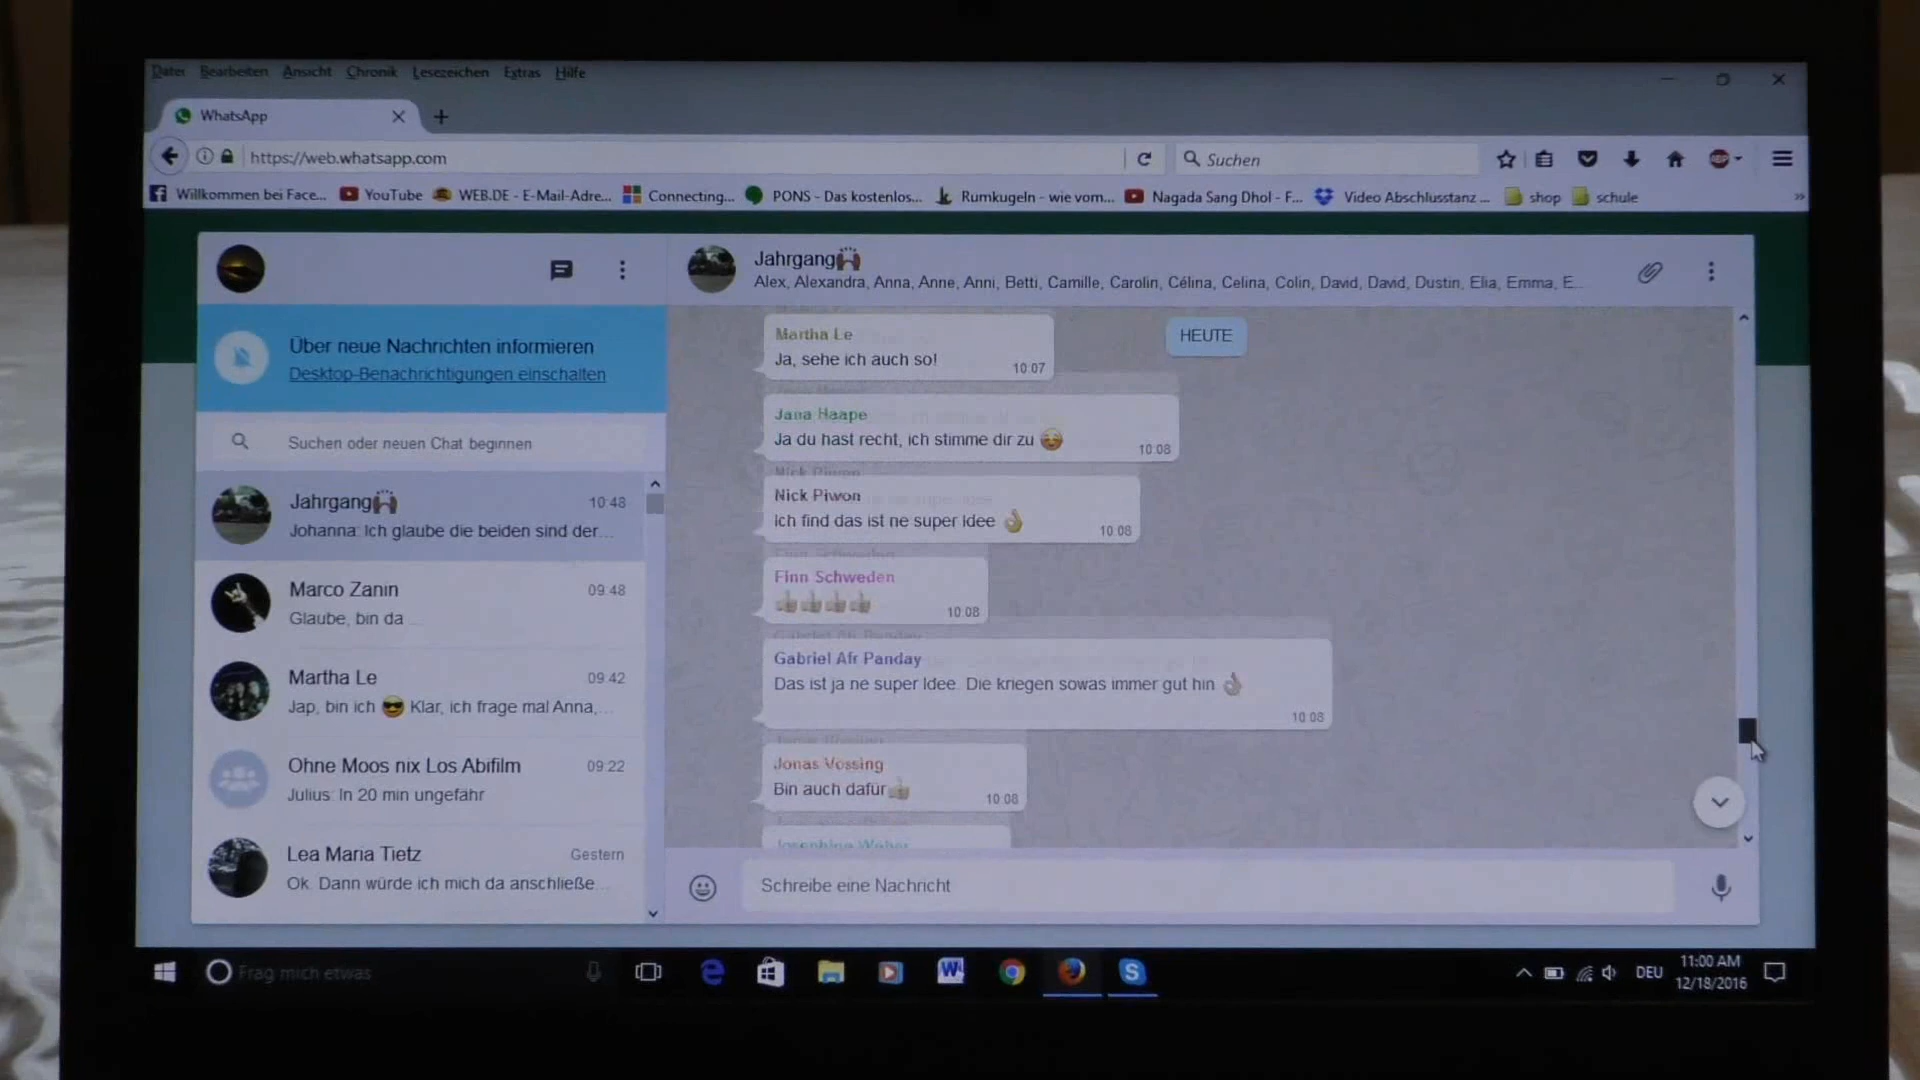 Datei Bearbeiten Ansicht Chronik Lesezeichen Extras Hilfe
WhatsApp
https://web.whatsapp.com
Suchen
Willkommen bei Face... YouTube WEB.DE - E-Mail-Adre... Connecting... PONS - Das kostenlos... Rumkugeln - wie vom... Nagada Sang Dhol - F... Video Abschlusstanz ... shop schule
Über neue Nachrichten informieren
Desktop-Benachrichtigungen einschalten
Suchen oder neuen Chat beginnen
Jahrgang 10:48
Johanna: Ich glaube die beiden sind der...
Marco Zanin 09:48
Glaube, bin da ...
Martha Le 09:42
Jap, bin ich 😎 Klar, ich frage mal Anna,...
Ohne Moos nix Los Abifilm 09:22
Julius: In 20 min ungefähr
Lea Maria Tietz Gestern
Ok. Dann würde ich mich da anschließe...
Jahrgang
Alex, Alexandra, Anna, Anne, Anni, Betti, Camille, Carolin, Célina, Celina, Colin, David, David, Dustin, Elia, Emma, E...
HEUTE
Martha Le
Ja, sehe ich auch so! 10:07
Jana Haape
Ja du hast recht, ich stimme dir zu 10:08
Nick Piwon
Ich find das ist ne super Idee 👌 10:08
Finn Schweden
👍👍👍👍 10:08
Gabriel Afr Panday
Das ist ja ne super Idee. Die kriegen sowas immer gut hin 👌
10:08
Jonas Vossing
Bin auch dafür👍 10:08
Josephine Weber
Schreibe eine Nachricht
Frag mich etwas
DEU
11:00 AM
12/18/2016